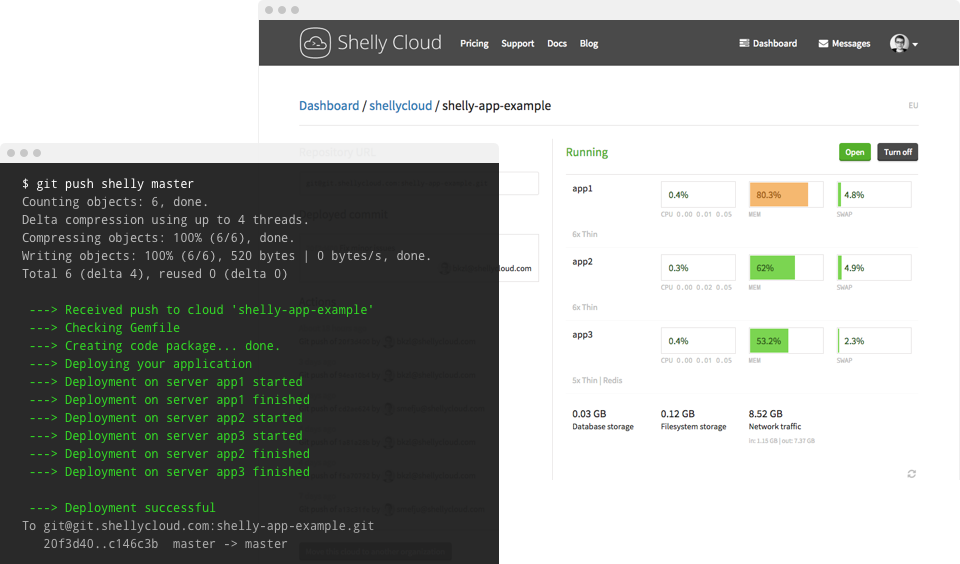 Shelly Cloud
Pricing Support Docs Blog
Dashboard Messages
Dashboard / shellycloud / shelly-app-example
EU
Running
Open Turn off
app1
0.4% 80.3% 4.8%
CPU 0.00 0.01 0.05 MEM SWAP
6x Thin
app2
0.3% 62% 4.9%
CPU 0.00 0.02 0.05 MEM SWAP
6x Thin
app3
0.4% 53.2% 2.3%
CPU 0.00 0.01 0.05 MEM SWAP
5x Thin | Redis
0.03 GB 0.12 GB 8.52 GB
Database storage Filesystem storage Network traffic
in: 1.15 GB | out: 7.37 GB
$ git push shelly master
Counting objects: 6, done.
Delta compression using up to 4 threads.
Compressing objects: 100% (6/6), done.
Writing objects: 100% (6/6), 520 bytes | 0 bytes/s, done.
Total 6 (delta 4), reused 0 (delta 0)
---> Received push to cloud 'shelly-app-example'
---> Checking Gemfile
---> Creating code package... done.
---> Deploying your application
---> Deployment on server app1 started
---> Deployment on server app1 finished
---> Deployment on server app2 started
---> Deployment on server app3 started
---> Deployment on server app2 finished
---> Deployment on server app3 finished
---> Deployment successful
To git@git.shellycloud.com:shelly-app-example.git
20f3d40..c146c3b master -> master